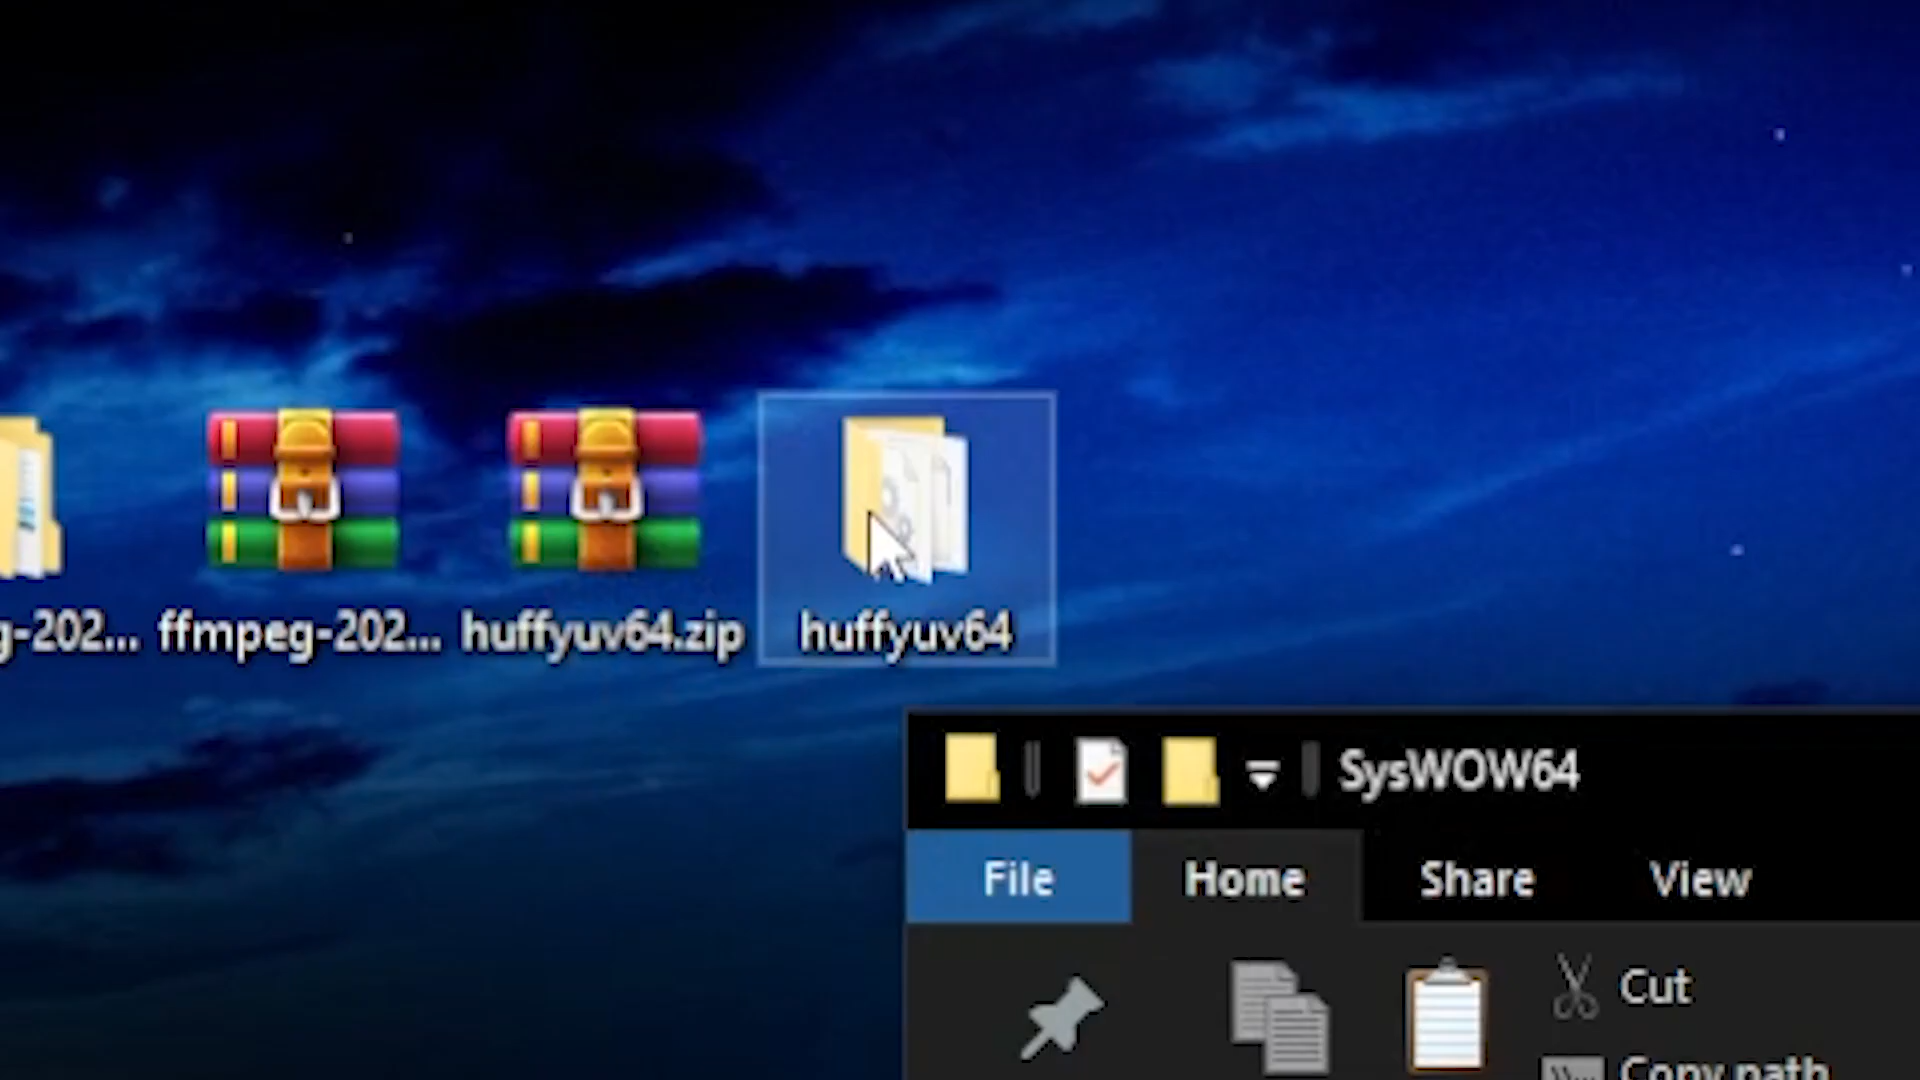 g-202...
ffmpeg-202...
huffyuv64.zip
huffyuv64
SysWOW64
File
Home
Share
View
Cut
Copy path